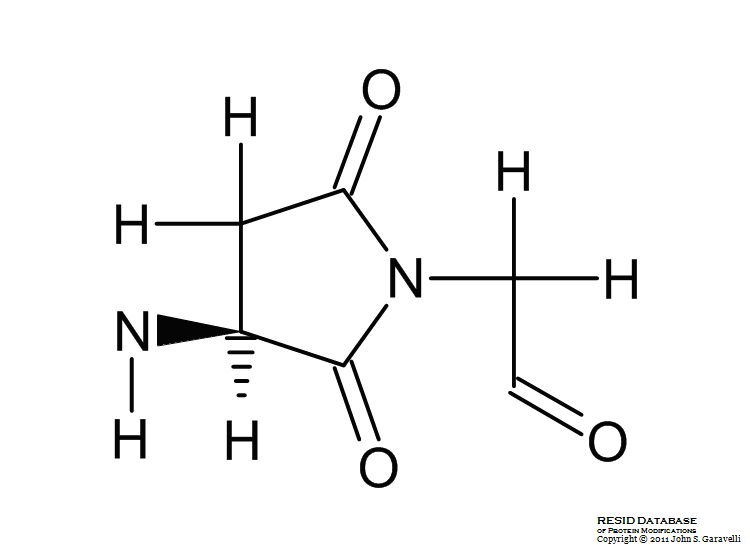 O
H
H
H
N
H
N
H
H
O
O
RESID DATABASE
OF PROTEIN MODIFICATIONS
Copyright © 2011 John S. Garavelli